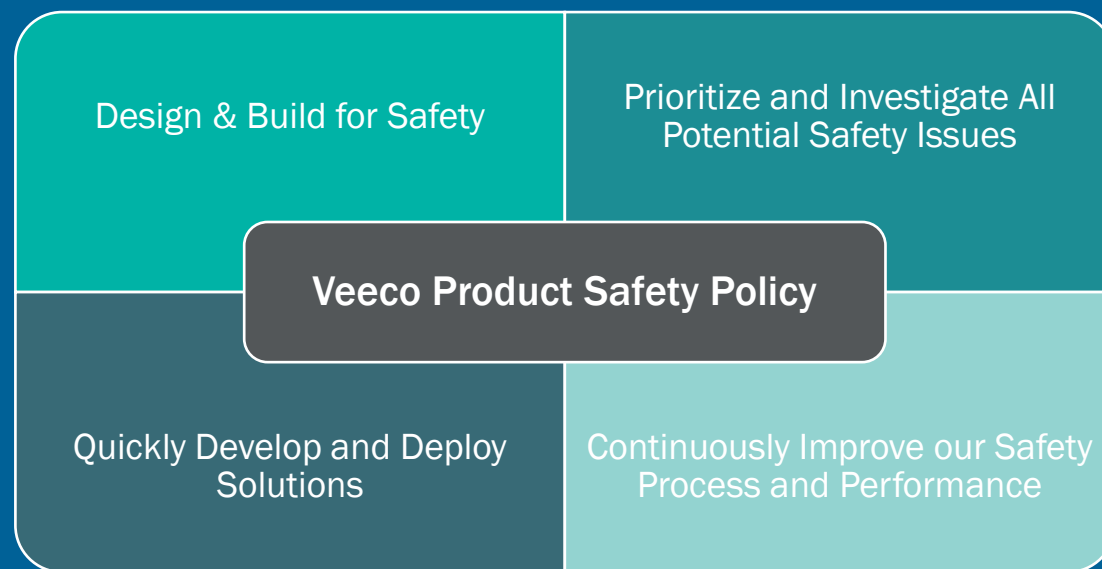 Design & Build for Safety
Prioritize and Investigate All
Potential Safety Issues
Veeco Product Safety Policy
Quickly Develop and Deploy
Solutions
Continuously Improve our Safety
Process and Performance